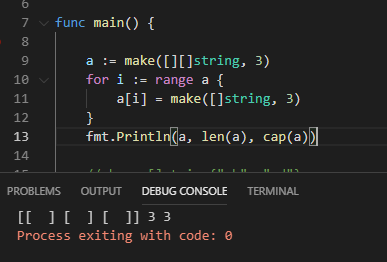 6
7 func main() {
8
9 a := make([][]string, 3)
10 for i := range a {
11 a[i] = make([]string, 3)
12 }
13 fmt.Println(a, len(a), cap(a))
14
PROBLEMS OUTPUT DEBUG CONSOLE TERMINAL
[[  ] [  ] [  ]] 3 3
Process exiting with code: 0